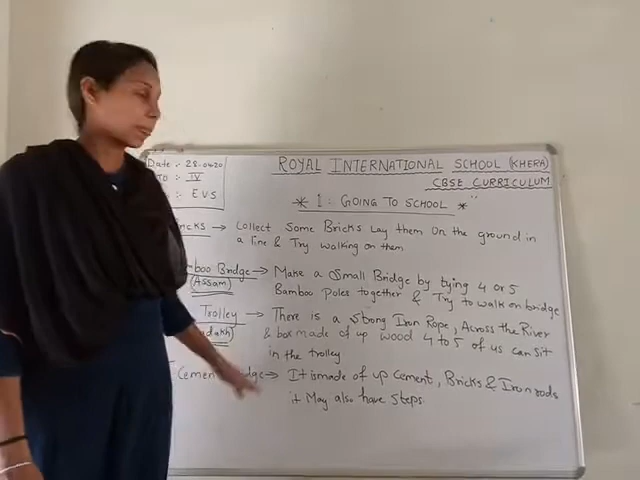 Date :- 28.04.20
ROYAL INTERNATIONAL SCHOOL (KHERA)
STD :- IV
CBSE CURRICULUM
:- EVS
* 1: GOING TO SCHOOL *
→ Collect Some Bricks Lay them On the ground in
a line & Try walking on them
Bridge → Make a Small Bridge by tying 4 or 5
(Assam)
Bamboo Poles together & Try to walk on bridge
Trolley → There is a Strong Iron Rope, Across the River
& box made of up wood 4 to 5 of us can sit
in the trolley
Cement → It is made of up Cement, Bricks & Iron rods
it May also have Steps.